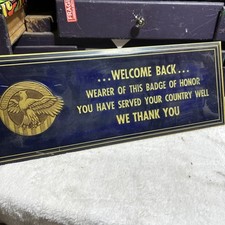 ...WELCOME BACK...
WEARER OF THIS BADGE OF HONOR
YOU HAVE SERVED YOUR COUNTRY WELL
WE THANK YOU